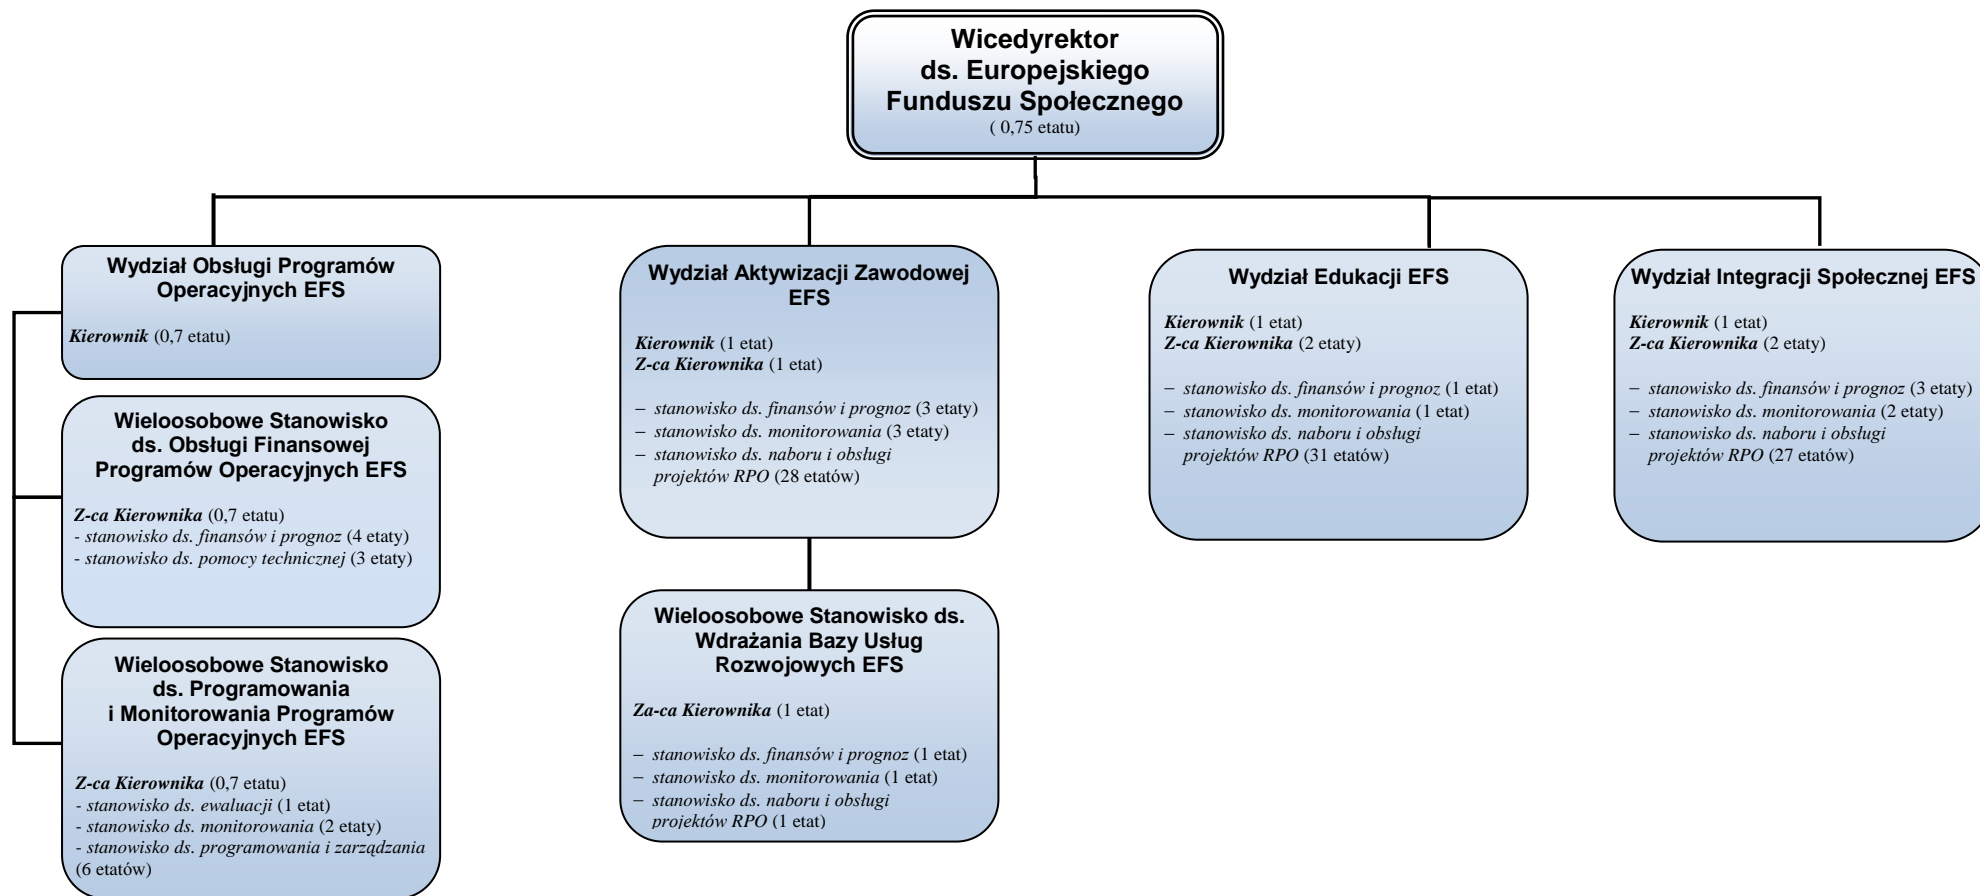 Wicedyrektor
ds. Europejskiego
Funduszu Społecznego
( 0,75 etatu)
Wydział Obsługi Programów
Operacyjnych EFS
Kierownik (0,7 etatu)
Wieloosobowe Stanowisko
ds. Obsługi Finansowej
Programów Operacyjnych EFS
Z-ca Kierownika (0,7 etatu)
- stanowisko ds. finansów i prognoz (4 etaty)
- stanowisko ds. pomocy technicznej (3 etaty)
Wieloosobowe Stanowisko
ds. Programowania
i Monitorowania Programów
Operacyjnych EFS
Z-ca Kierownika (0,7 etatu)
- stanowisko ds. ewaluacji (1 etat)
- stanowisko ds. monitorowania (2 etaty)
- stanowisko ds. programowania i zarządzania
(6 etatów)
Wydział Aktywizacji Zawodowej
EFS
Kierownik (1 etat)
Z-ca Kierownika (1 etat)
– stanowisko ds. finansów i prognoz (3 etaty)
– stanowisko ds. monitorowania (3 etaty)
– stanowisko ds. naboru i obsługi
projektów RPO (28 etatów)
Wieloosobowe Stanowisko ds.
Wdrażania Bazy Usług
Rozwojowych EFS
Za-ca Kierownika (1 etat)
– stanowisko ds. finansów i prognoz (1 etat)
– stanowisko ds. monitorowania (1 etat)
– stanowisko ds. naboru i obsługi
projektów RPO (1 etat)
Wydział Edukacji EFS
Kierownik (1 etat)
Z-ca Kierownika (2 etaty)
– stanowisko ds. finansów i prognoz (1 etat)
– stanowisko ds. monitorowania (1 etat)
– stanowisko ds. naboru i obsługi
projektów RPO (31 etatów)
Wydział Integracji Społecznej EFS
Kierownik (1 etat)
Z-ca Kierownika (2 etaty)
– stanowisko ds. finansów i prognoz (3 etaty)
– stanowisko ds. monitorowania (2 etaty)
– stanowisko ds. naboru i obsługi
projektów RPO (27 etatów)